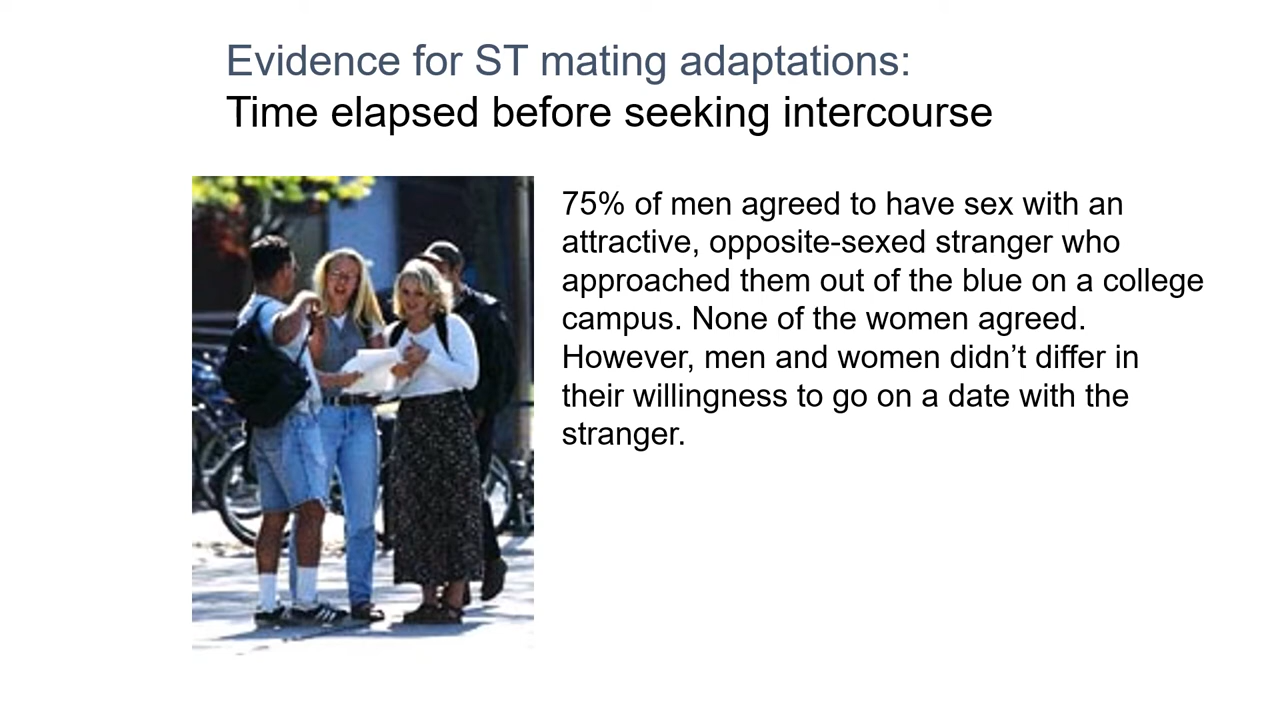 Evidence for ST mating adaptations:
Time elapsed before seeking intercourse
75% of men agreed to have sex with an
attractive, opposite-sexed stranger who
approached them out of the blue on a college
campus. None of the women agreed.
However, men and women didn’t differ in
their willingness to go on a date with the
stranger.